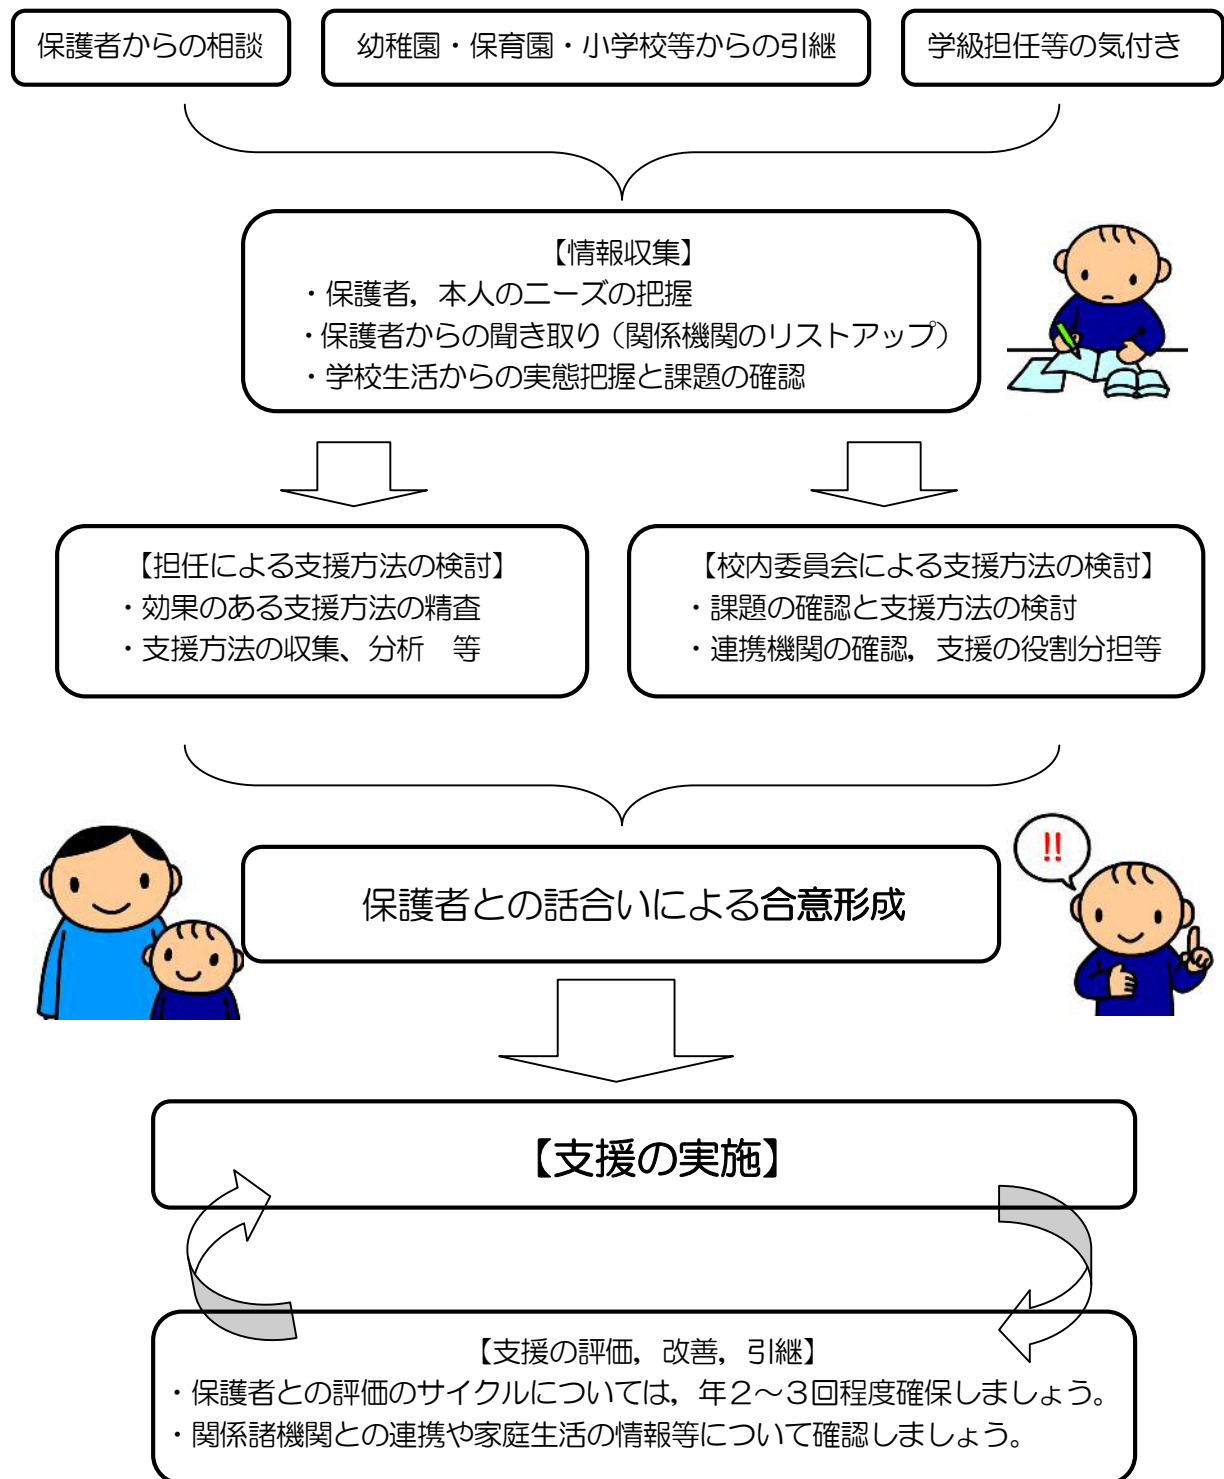 保護者からの相談
幼稚園・保育園・小学校等からの引継
学級担任等の気付き
【情報収集】
・保護者，本人のニーズの把握
・保護者からの聞き取り（関係機関のリストアップ）
・学校生活からの実態把握と課題の確認
【担任による支援方法の検討】
・効果のある支援方法の精査
・支援方法の収集、分析　等
【校内委員会による支援方法の検討】
・課題の確認と支援方法の検討
・連携機関の確認，支援の役割分担等
!!
保護者との話合いによる合意形成
【支援の実施】
【支援の評価，改善，引継】
・保護者との評価のサイクルについては，年２～３回程度確保しましょう。
・関係諸機関との連携や家庭生活の情報等について確認しましょう。